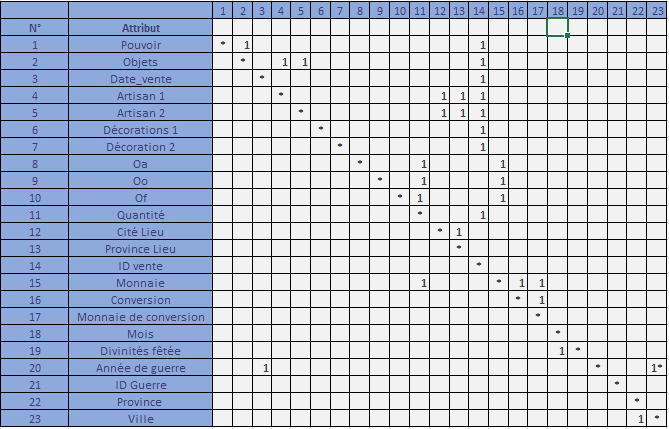 1 2 3 4 5 6 7 8 9 10 11 12 13 14 15 16 17 18 19 20 21 22 23
N° Attribut
1 Pouvoir * 1 1
2 Objets * 1 1 1
3 Date_vente * 1
4 Artisan 1 * 1 1 1
5 Artisan 2 * 1 1 1
6 Décorations 1 * 1
7 Décoration 2 * 1
8 Oa * 1 1
9 Oo * 1 1
10 Of * 1 1
11 Quantité * 1
12 Cité Lieu * 1
13 Province Lieu *
14 ID vente *
15 Monnaie 1 * 1 1
16 Conversion * 1
17 Monnaie de conversion *
18 Mois *
19 Divinités fêtée 1 *
20 Année de guerre 1 * 1*
21 ID Guerre *
22 Province *
23 Ville 1 *